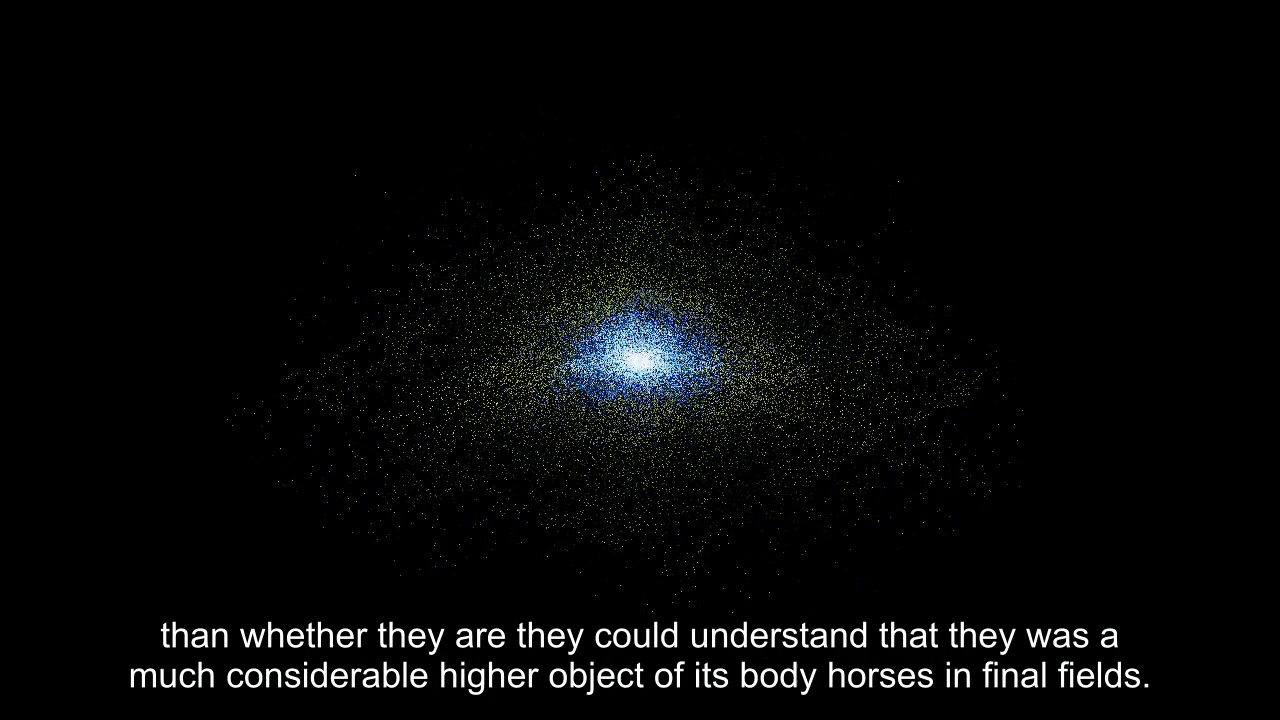 than whether they are they could understand that they was a
much considerable higher object of its body horses in final fields.